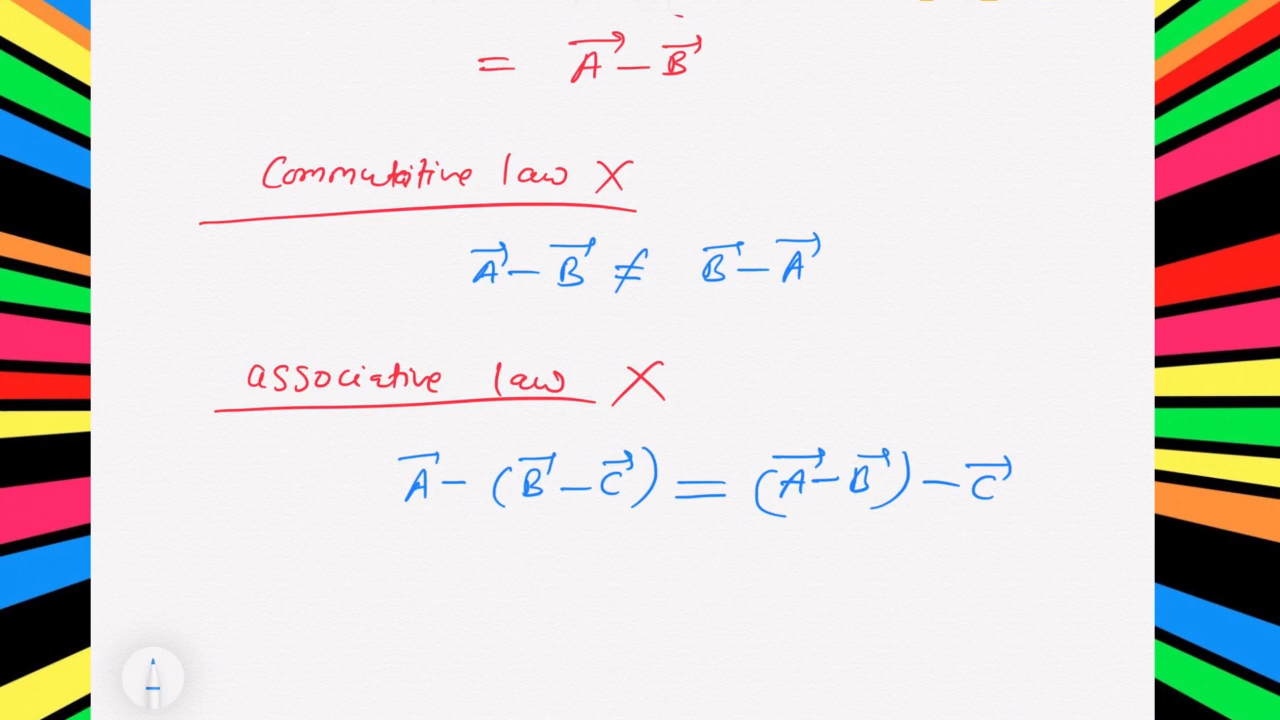 = A⃗ – B⃗
Commutative law X
A⃗ – B⃗ ≠ B⃗ – A⃗
associative law X
A⃗ – (B⃗ – C⃗) = (A⃗ – B⃗) – C⃗